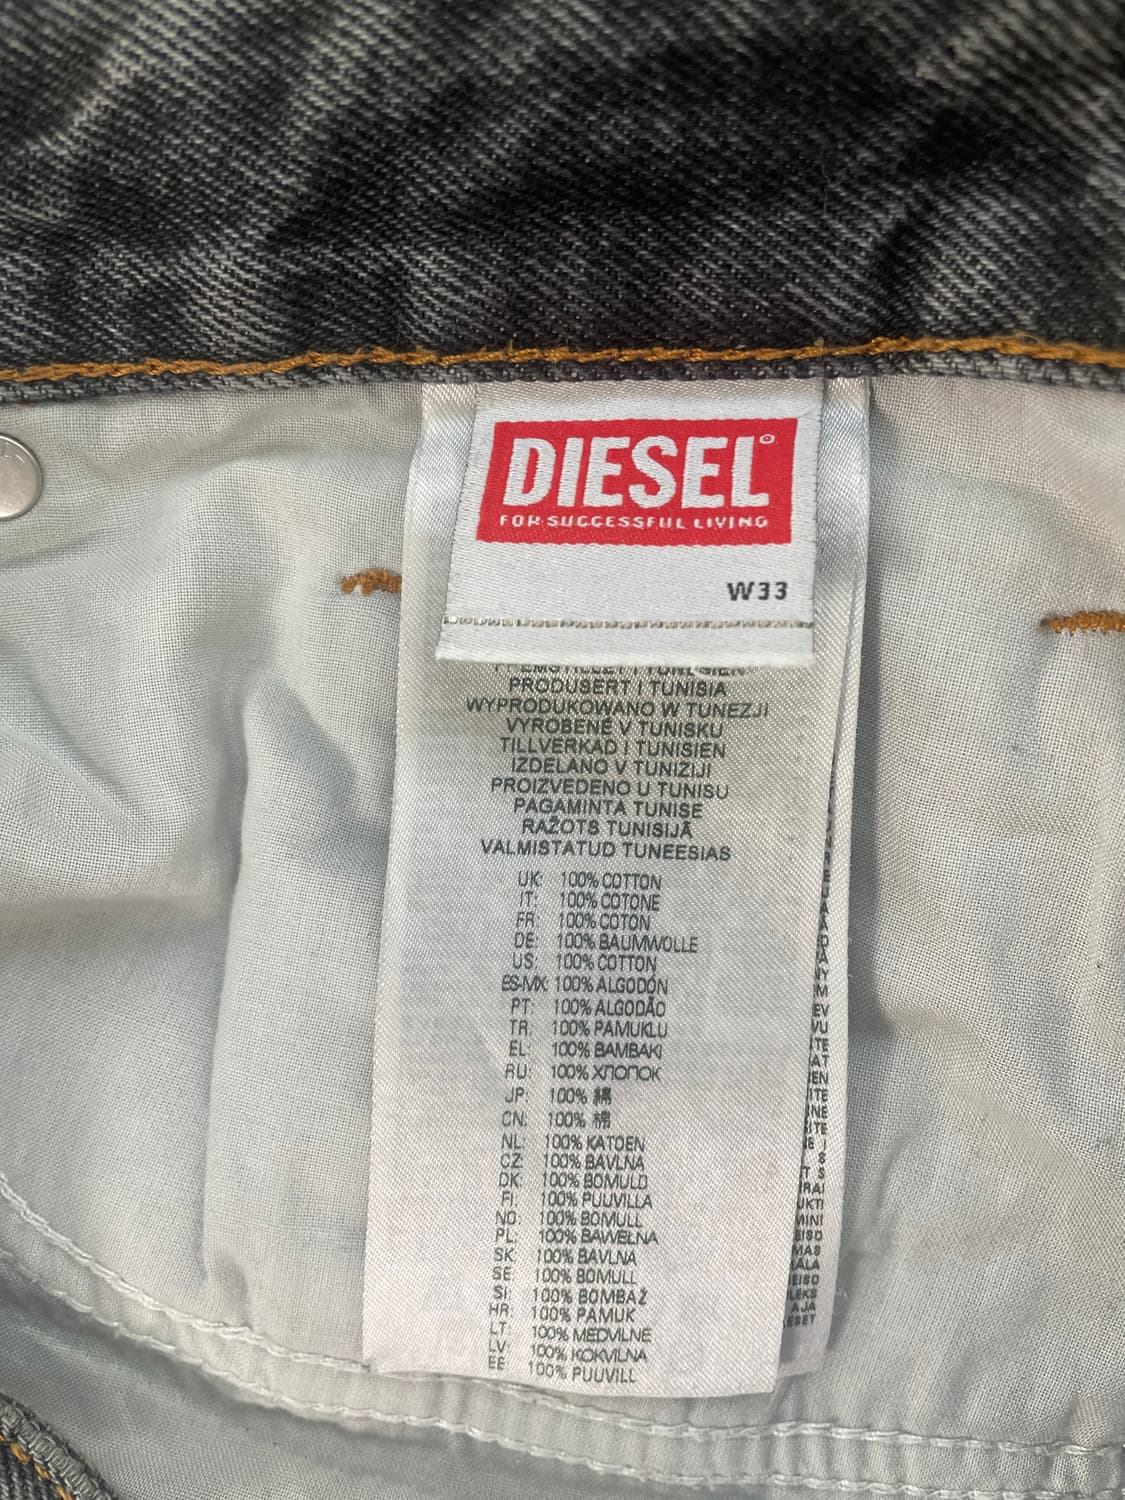 DIESEL
FOR SUCCESSFUL LIVING
W33
PRODUSERT I TUNISIA
WYPRODUKOWANO W TUNEZJI
VYROBENÉ V TUNISKU
TILLVERKAD I TUNISIEN
IZDELANO V TUNIZIJI
PROIZVEDENO U TUNISU
PAGAMINTA TUNISE
RAŽOTS TUNISIJĀ
VALMISTATUD TUNEESIAS
UK: 100% COTTON
IT: 100% COTONE
FR: 100% COTON
DE: 100% BAUMWOLLE
US: 100% COTTON
ES-MX: 100% ALGODÓN
PT: 100% ALGODÃO
TR: 100% PAMUKLU
EL: 100% BAMBAKI
RU: 100% ХЛОПОК
JP: 100% 綿
CN: 100% 棉
NL: 100% KATOEN
CZ: 100% BAVLNA
DK: 100% BOMULD
FI: 100% PUUVILLA
NO: 100% BOMULL
PL: 100% BAWEŁNA
SK: 100% BAVLNA
SE: 100% BOMULL
SI: 100% BOMBAŽ
HR: 100% PAMUK
LT: 100% MEDVILNE
LV: 100% KOKVILNA
EE: 100% PUUVILL